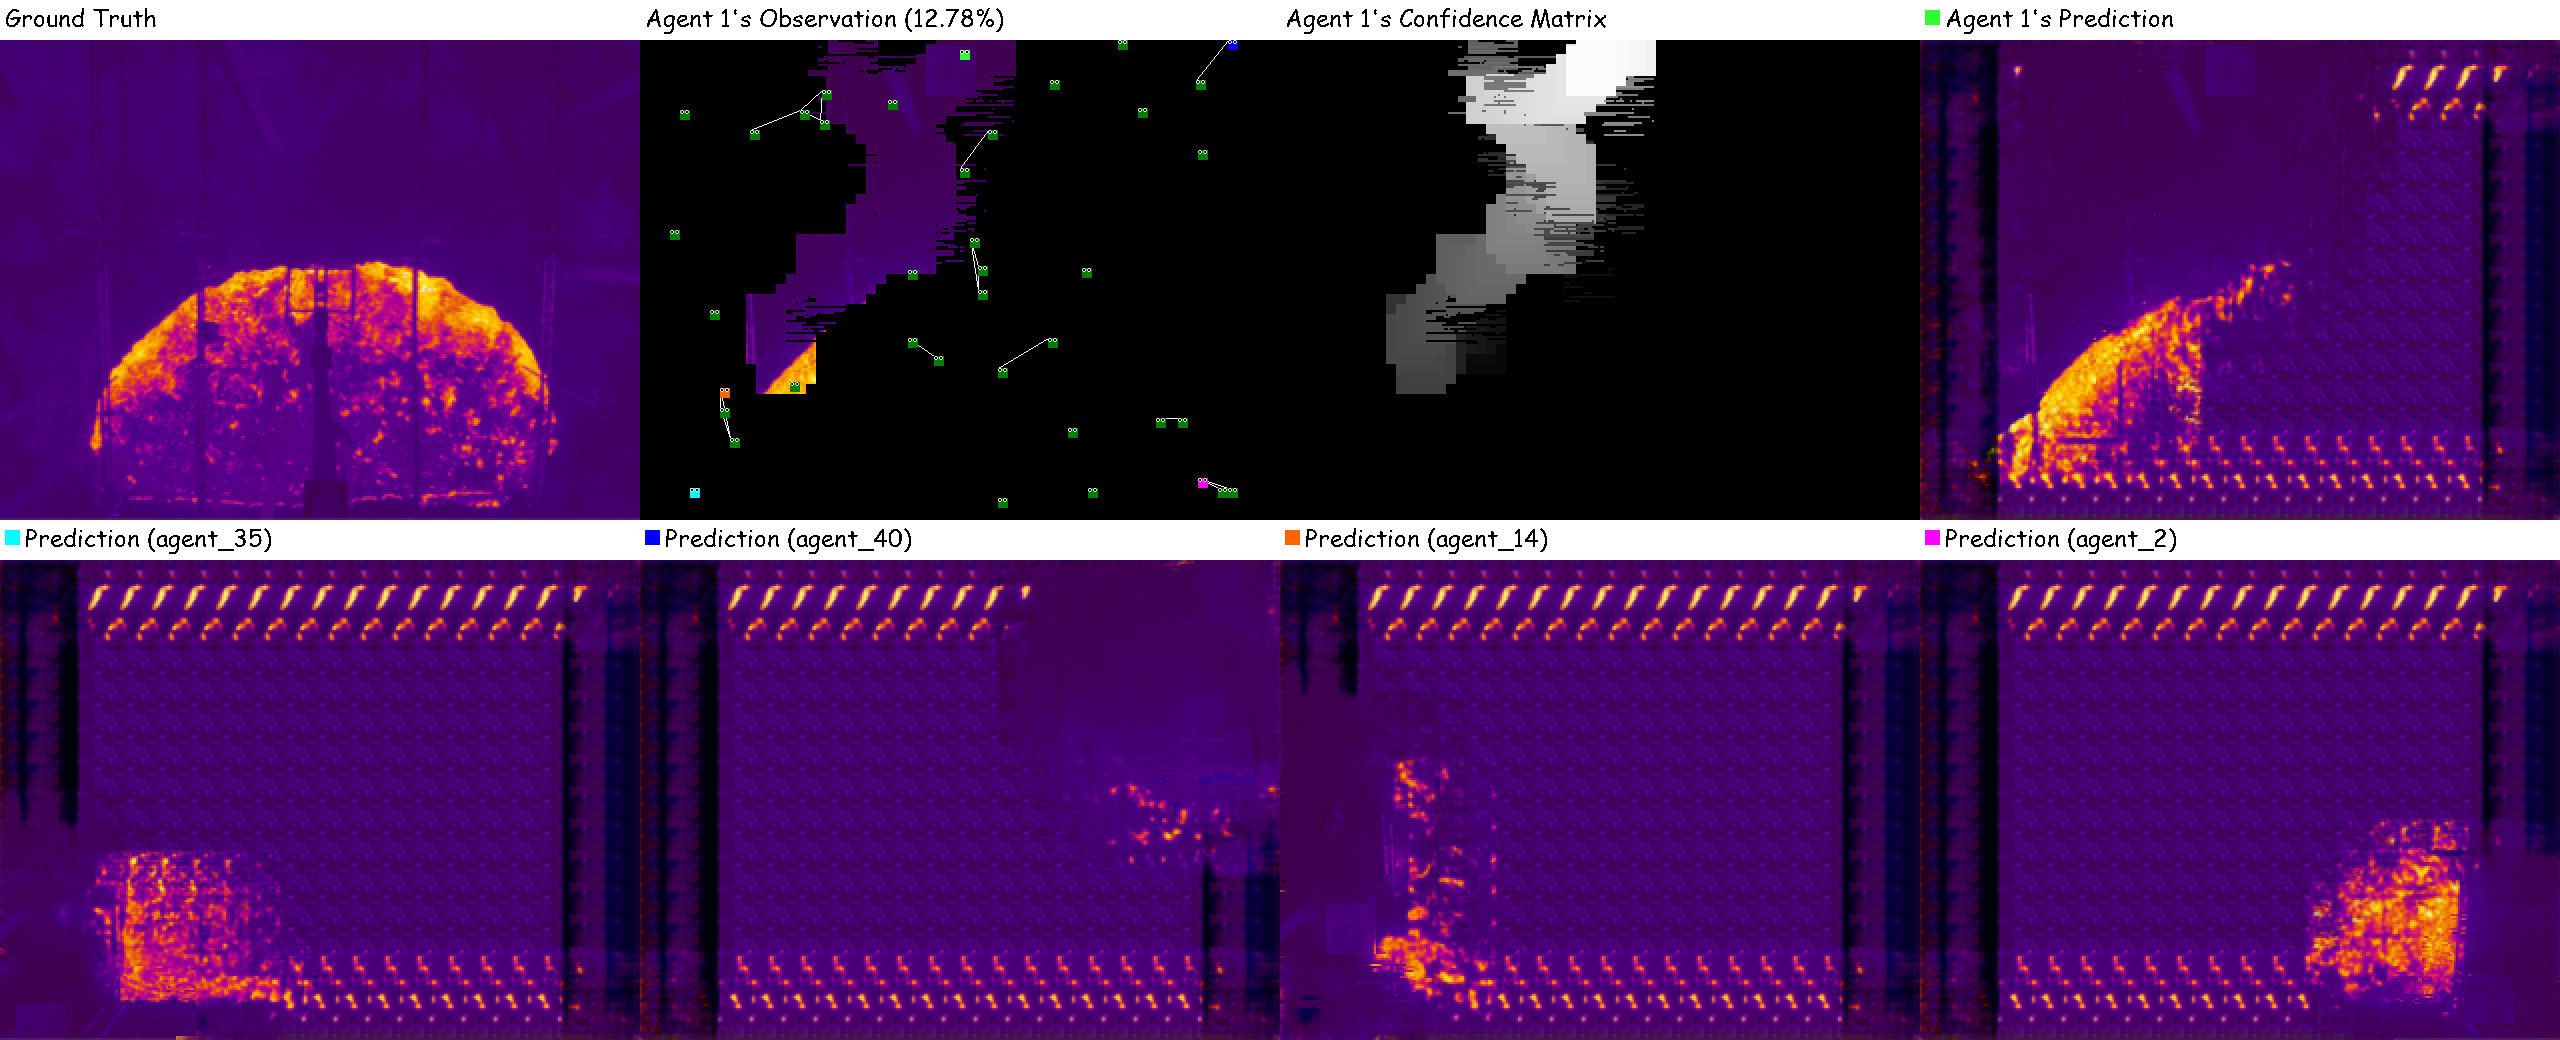 Ground Truth
Agent 1's Observation (12.78%)
Agent 1's Confidence Matrix
Agent 1's Prediction
Prediction (agent_35)
Prediction (agent_40)
Prediction (agent_14)
Prediction (agent_2)